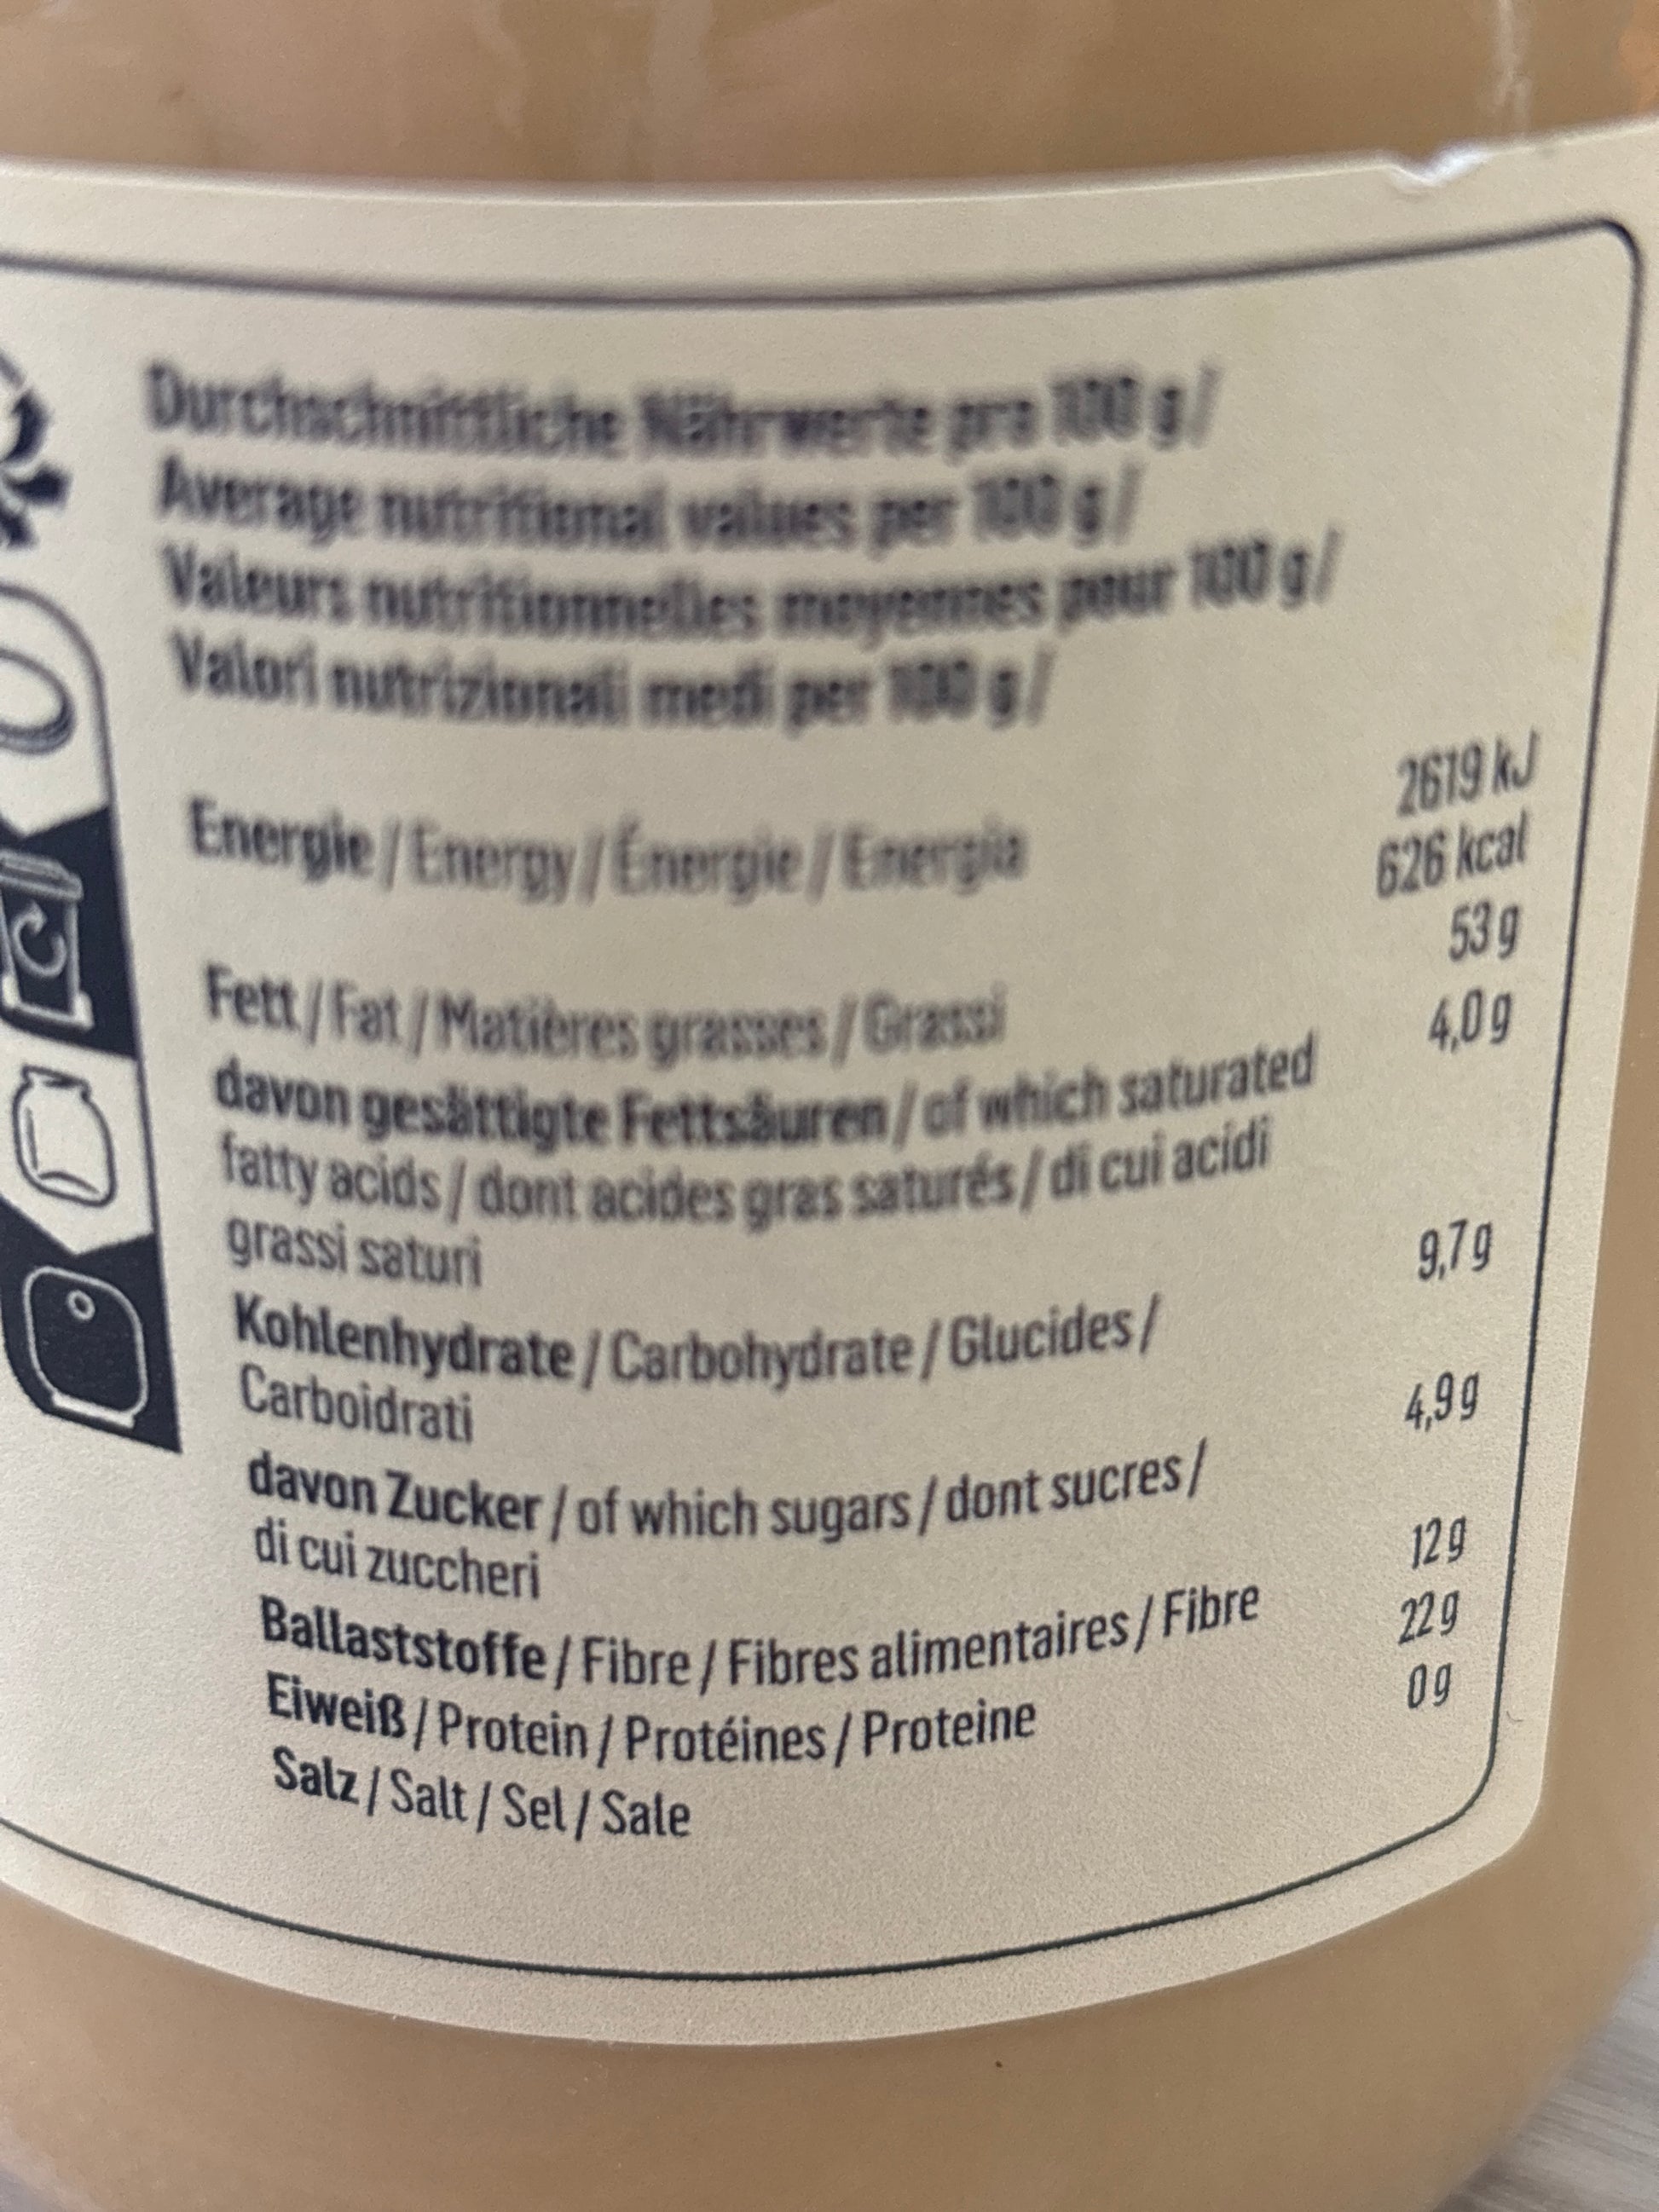 Durchschnittliche Nährwerte pro 100 g /
Average nutritional values per 100 g /
Valeurs nutritionnelles moyennes pour 100 g /
Valori nutrizionali medi per 100 g /
Energie / Energy / Énergie / Energia 2619 kJ
626 kcal
Fett / Fat / Matières grasses / Grassi 53 g
davon gesättigte Fettsäuren / of which saturated 4,0 g
fatty acids / dont acides gras saturés / di cui acidi
grassi saturi
Kohlenhydrate / Carbohydrate / Glucides / 9,7 g
Carboidrati
davon Zucker / of which sugars / dont sucres / 4,9 g
di cui zuccheri
Ballaststoffe / Fibre / Fibres alimentaires / Fibre 12 g
Eiweiß / Protein / Protéines / Proteine 22 g
Salz / Salt / Sel / Sale 0 g